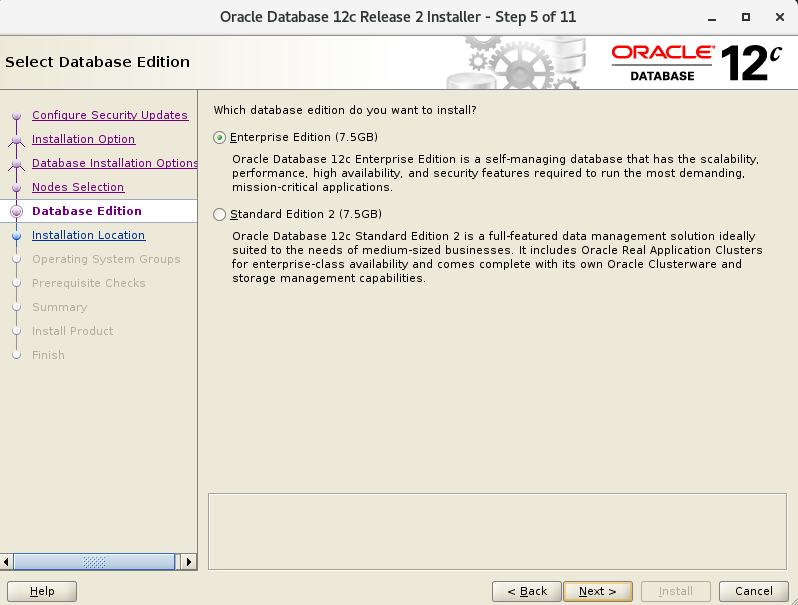 Oracle Database 12c Release 2 Installer - Step 5 of 11
Select Database Edition
ORACLE
DATABASE
12c
Configure Security Updates
Installation Option
Database Installation Options
Nodes Selection
Database Edition
Installation Location
Operating System Groups
Prerequisite Checks
Summary
Install Product
Finish
Which database edition do you want to install?
Enterprise Edition (7.5GB)
Oracle Database 12c Enterprise Edition is a self-managing database that has the scalability,
performance, high availability, and security features required to run the most demanding,
mission-critical applications.
Standard Edition 2 (7.5GB)
Oracle Database 12c Standard Edition 2 is a full-featured data management solution ideally
suited to the needs of medium-sized businesses. It includes Oracle Real Application Clusters
for enterprise-class availability and comes complete with its own Oracle Clusterware and
storage management capabilities.
Help
< Back
Next >
Install
Cancel